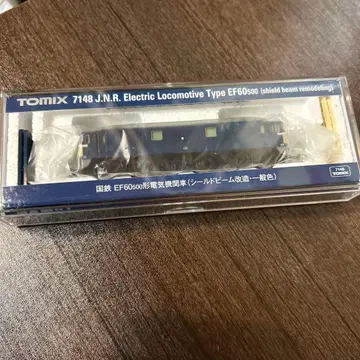 TOMIX 7148 J.N.R. Electric Locomotive Type EF60500 (shield beam remodeling)
国鉄 EF60500形電気機関車(シールドビーム改造・一般色)
7148
TOMIX